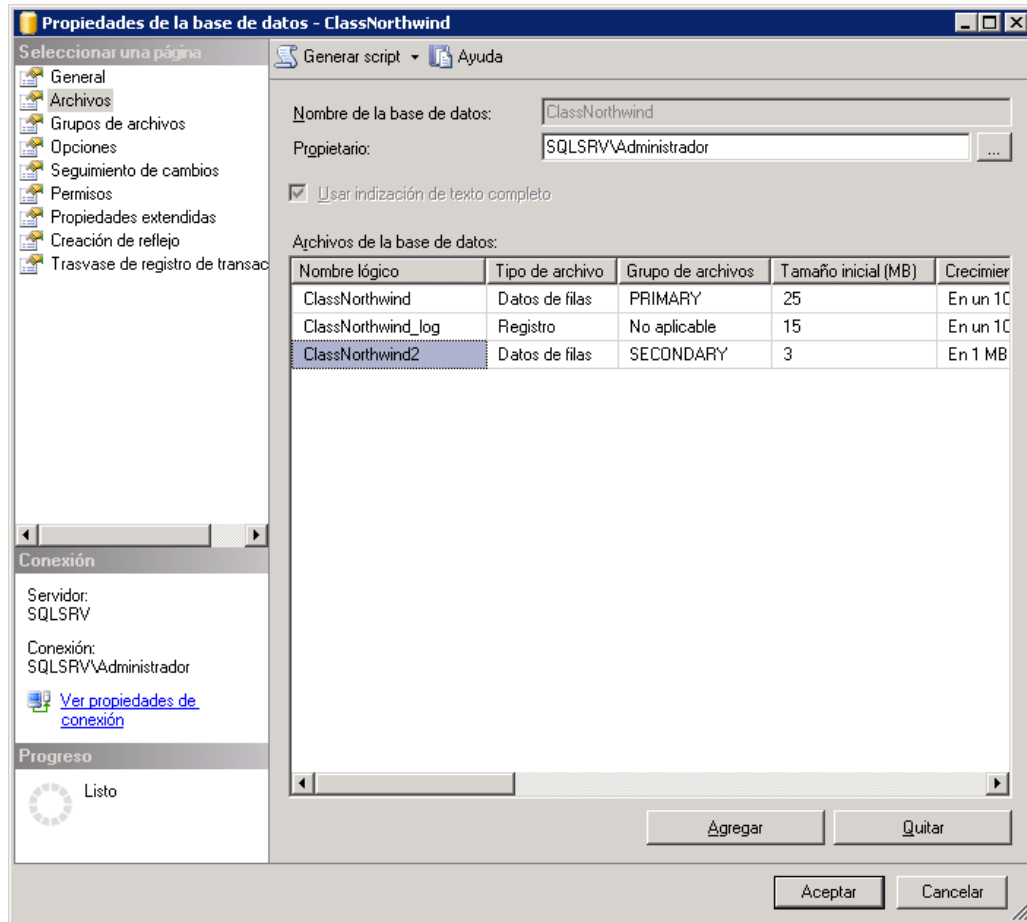 Propiedades de la base de datos - ClassNorthwind
Seleccionar una página
General
Archivos
Grupos de archivos
Opciones
Seguimiento de cambios
Permisos
Propiedades extendidas
Creación de reflejo
Trasvase de registro de transac
Conexión
Servidor:
SQLSRV
Conexión:
SQLSRV\Administrador
Ver propiedades de
conexión
Progreso
Listo
Generar script Ayuda
Nombre de la base de datos: ClassNorthwind
Propietario: SQLSRV\Administrador ...
Usar indización de texto completo
Archivos de la base de datos:
Nombre lógico Tipo de archivo Grupo de archivos Tamaño inicial (MB) Crecimier
ClassNorthwind Datos de filas PRIMARY 25 En un 10
ClassNorthwind_log Registro No aplicable 15 En un 10
ClassNorthwind2 Datos de filas SECONDARY 3 En 1 MB
Agregar Quitar
Aceptar Cancelar